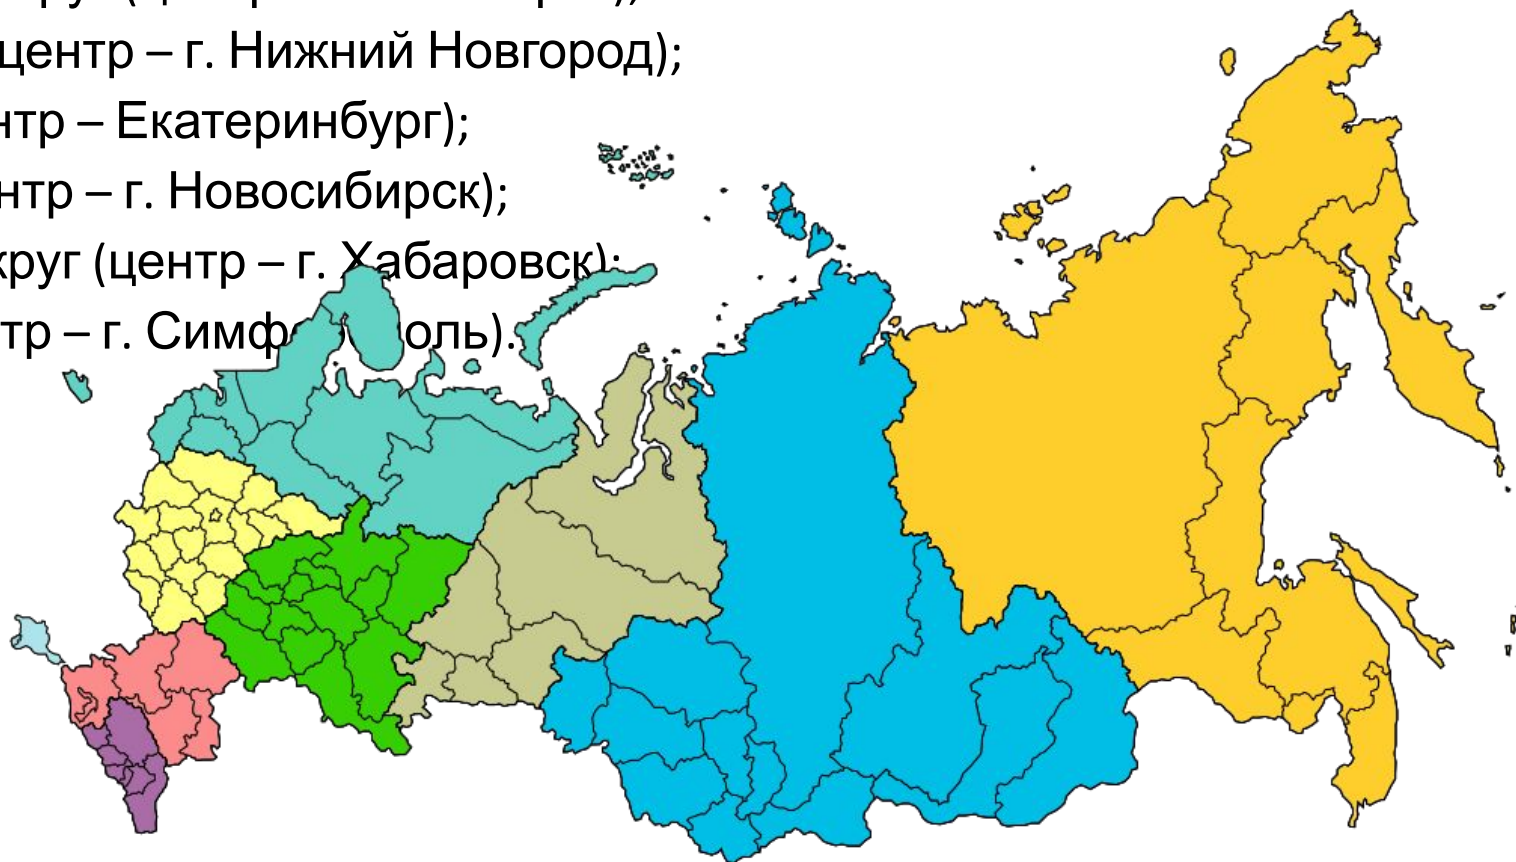 центр – г. Нижний Новгород);
нтр – Екатеринбург);
нтр – г. Новосибирск);
круг (центр – г. Хабаровск);
тр – г. Симф оль).